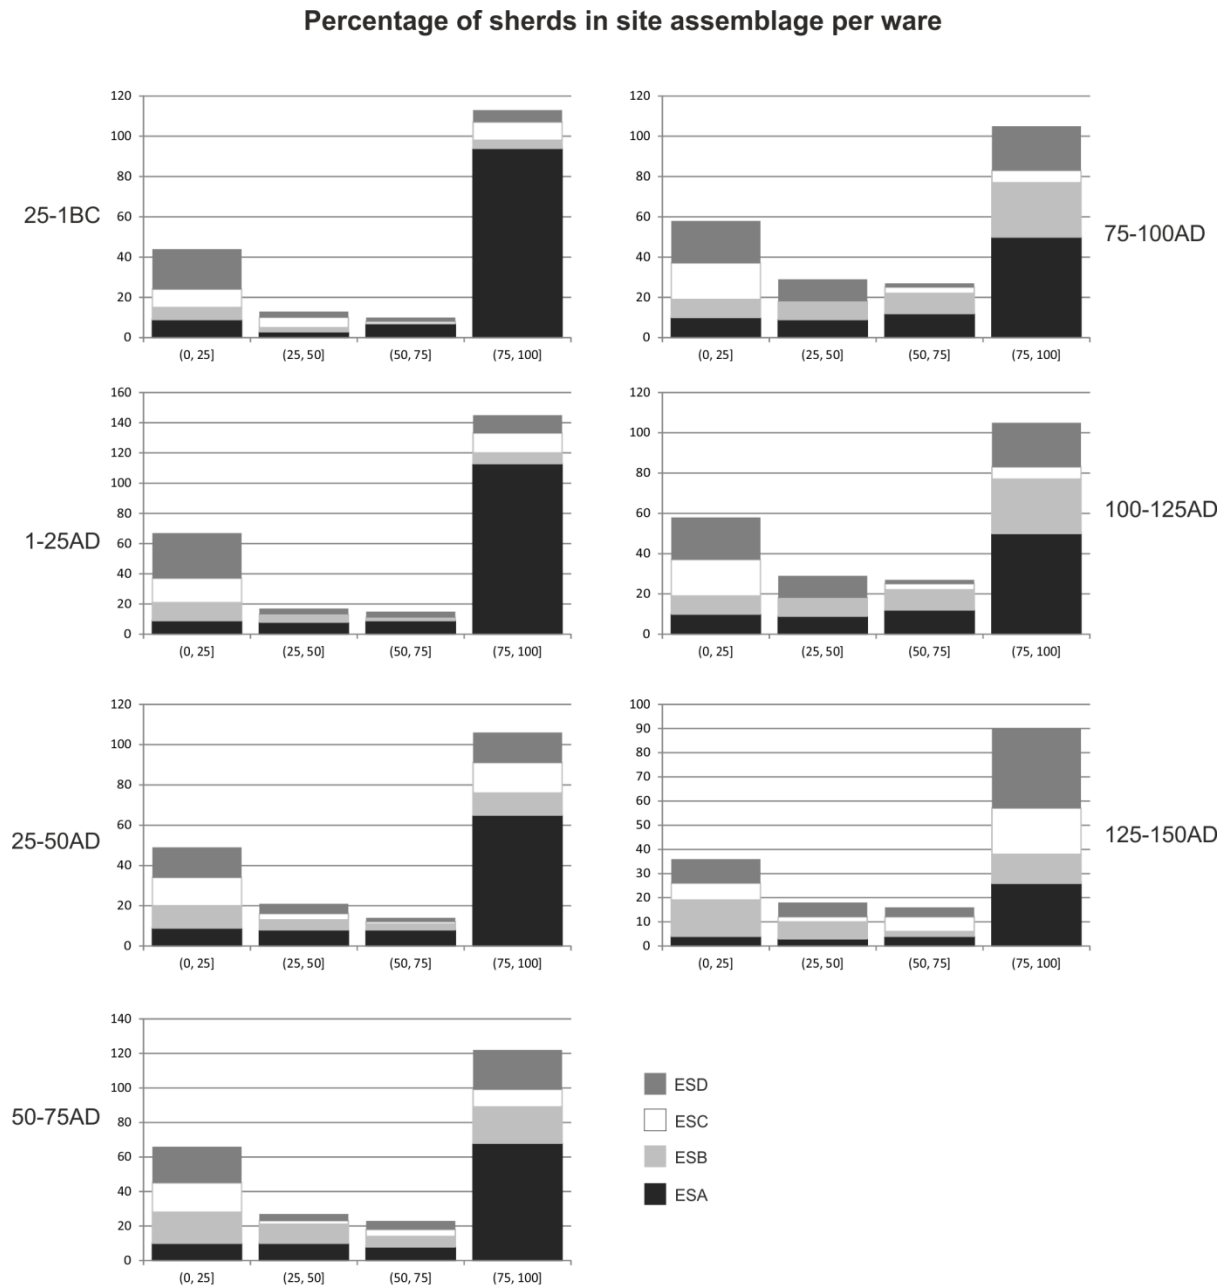 Percentage of sherds in site assemblage per ware
25-1BC
120
100
80
60
40
20
0
(0, 25] (25, 50] (50, 75] (75, 100]
75-100AD
120
100
80
60
40
20
0
(0, 25] (25, 50] (50, 75] (75, 100]
1-25AD
160
140
120
100
80
60
40
20
0
(0, 25] (25, 50] (50, 75] (75, 100]
100-125AD
120
100
80
60
40
20
0
(0, 25] (25, 50] (50, 75] (75, 100]
25-50AD
120
100
80
60
40
20
0
(0, 25] (25, 50] (50, 75] (75, 100]
125-150AD
100
90
80
70
60
50
40
30
20
10
0
(0, 25] (25, 50] (50, 75] (75, 100]
50-75AD
140
120
100
80
60
40
20
0
(0, 25] (25, 50] (50, 75] (75, 100]
ESD
ESC
ESB
ESA